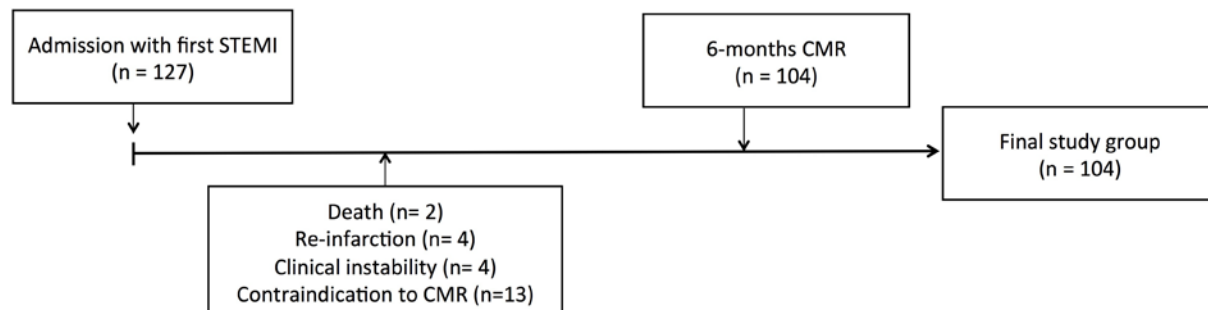 Admission with first STEMI
(n = 127)
6-months CMR
(n = 104)
Final study group
(n = 104)
Death (n= 2)
Re-infarction (n= 4)
Clinical instability (n= 4)
Contraindication to CMR (n=13)